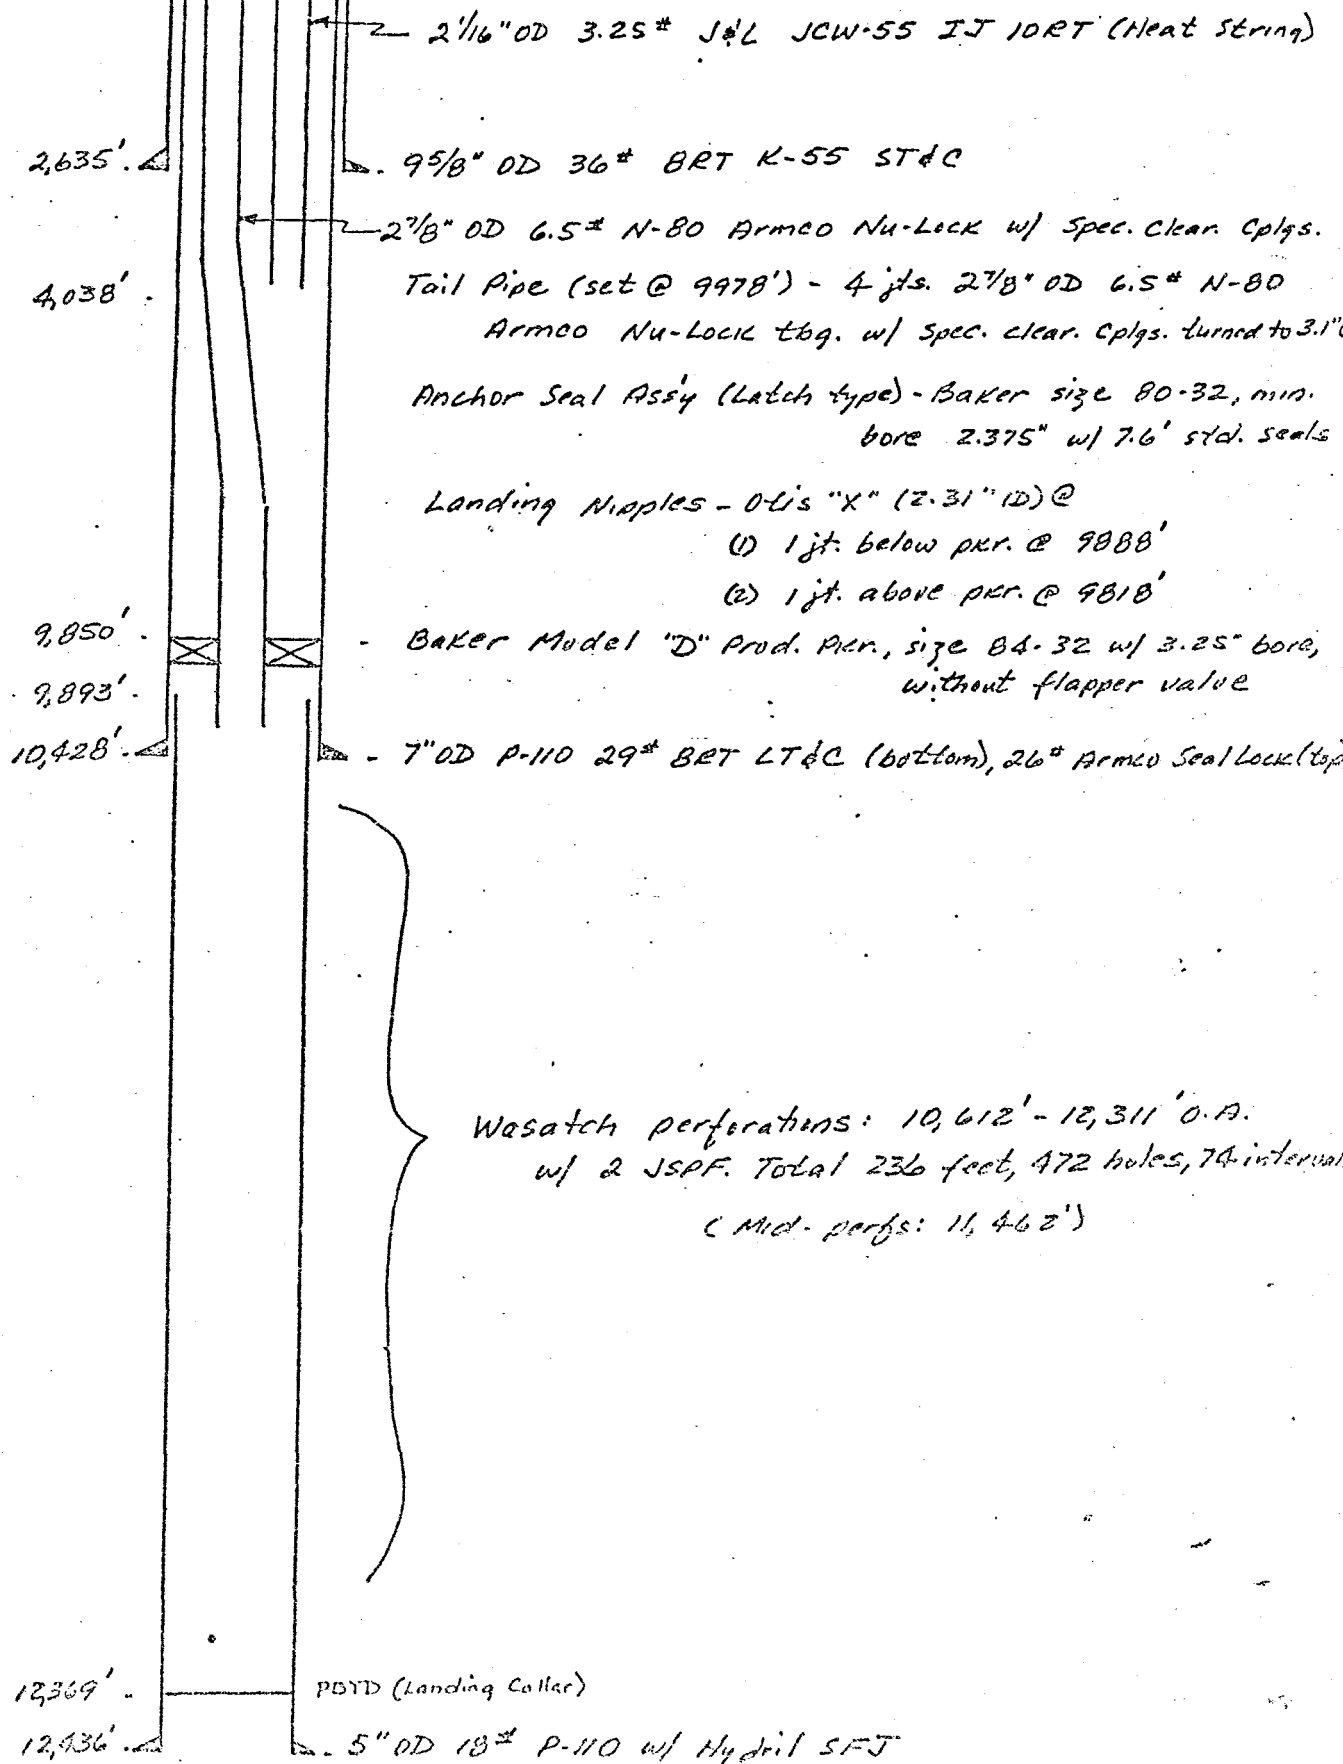 2 1/16" OD 3.25# J&L JCW-55 IJ 10RT (Heat String)
2,635'. 9 5/8" OD 36# 8RT K-55 ST&C
2 7/8" OD 6.5# N-80 Armco Nu-Lock w/ Spec. Clear. Cplgs.
4,038'. Tail Pipe (set @ 9978') - 4 jts. 2 7/8" OD 6.5# N-80
Armco Nu-Lock tbg. w/ Spec. clear. Cplgs. turned to 3.1"
Anchor Seal Ass'y (Latch type) - Baker size 80-32, min.
bore 2.375" w/ 7.6' std. seals
Landing Nipples - Otis "X" (2.31" ID) @
(1) 1 jt. below pkr. @ 9888'
(2) 1 jt. above pkr. @ 9818'
9,850'. - Baker Model "D" Prod. Pkr., size 84-32 w/ 3.25" bore,
without flapper valve
9,893'.
10,428'. - 7" OD P-110 29# 8RT LT&C (bottom), 26# Armco Seal Lock (top
Wasatch perforations: 10,612' - 12,311' O.A.
w/ 2 JSPF. Total 236 feet, 472 holes, 74 interval
(Mid-perfs: 11,462')
12,369'. PBTD (Landing Collar)
12,436'. 5" OD 18# P-110 w/ Hydril SFJ